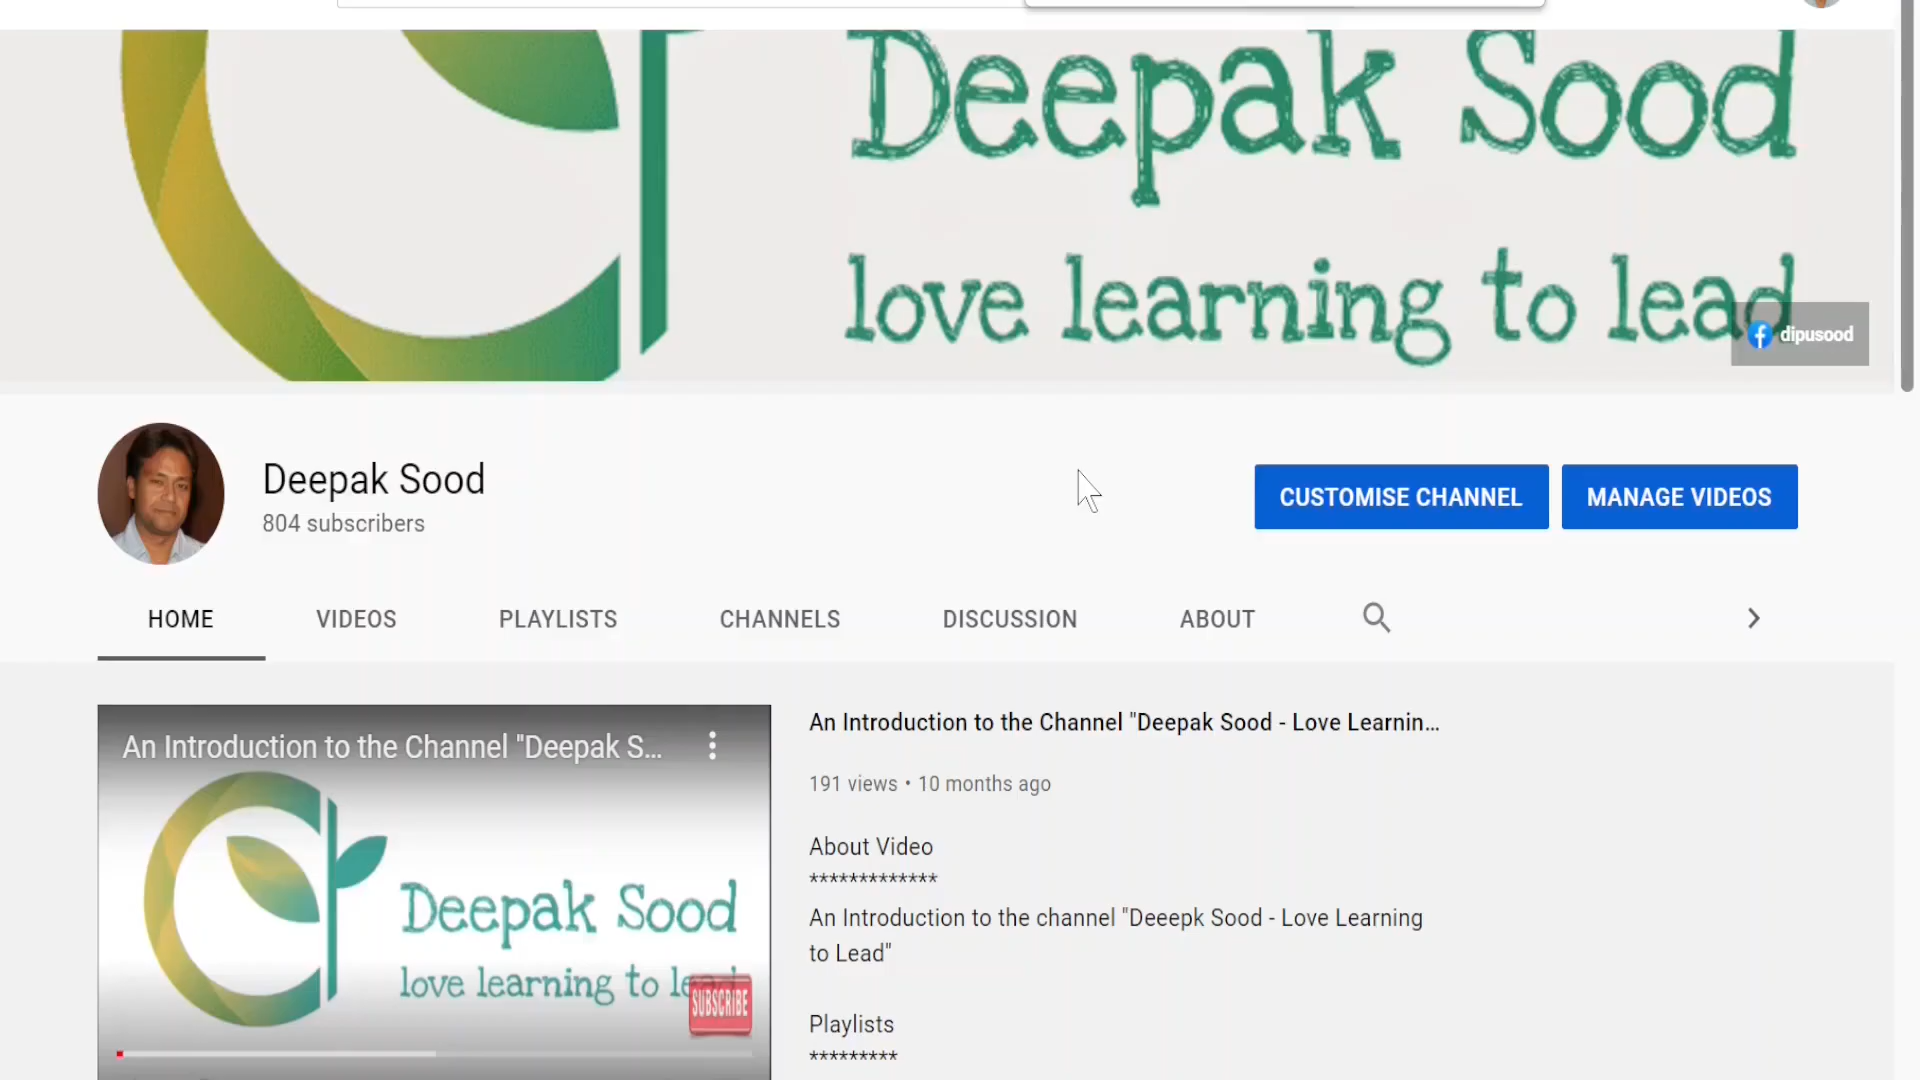 Deepak Sood
love learning to lead
dipusood
Deepak Sood
804 subscribers
CUSTOMISE CHANNEL
MANAGE VIDEOS
HOME
VIDEOS
PLAYLISTS
CHANNELS
DISCUSSION
ABOUT
An Introduction to the Channel "Deepak S...
Deepak Sood
love learning to
SUBSCRIBE
An Introduction to the Channel "Deepak Sood - Love Learnin...
191 views • 10 months ago
About Video
*************
An Introduction to the channel "Deeepk Sood - Love Learning
to Lead"
Playlists
*********